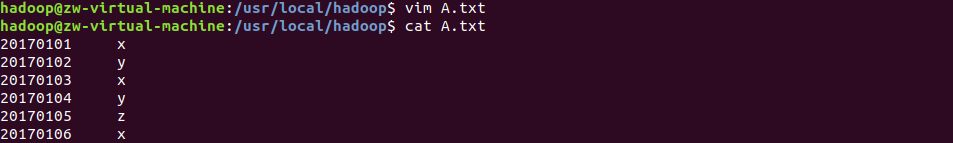 hadoop@zw-virtual-machine:/usr/local/hadoop$ vim A.txt
hadoop@zw-virtual-machine:/usr/local/hadoop$ cat A.txt
20170101     x
20170102     y
20170103     x
20170104     y
20170105     z
20170106     x